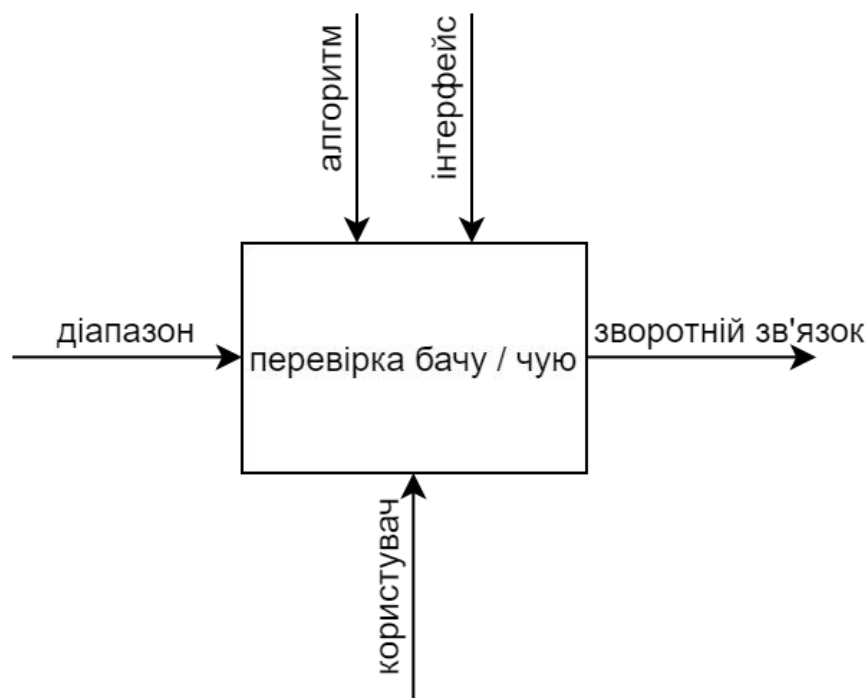 алгоритм
інтерфейс
діапазон
перевірка бачу / чую
зворотній зв'язок
користувач